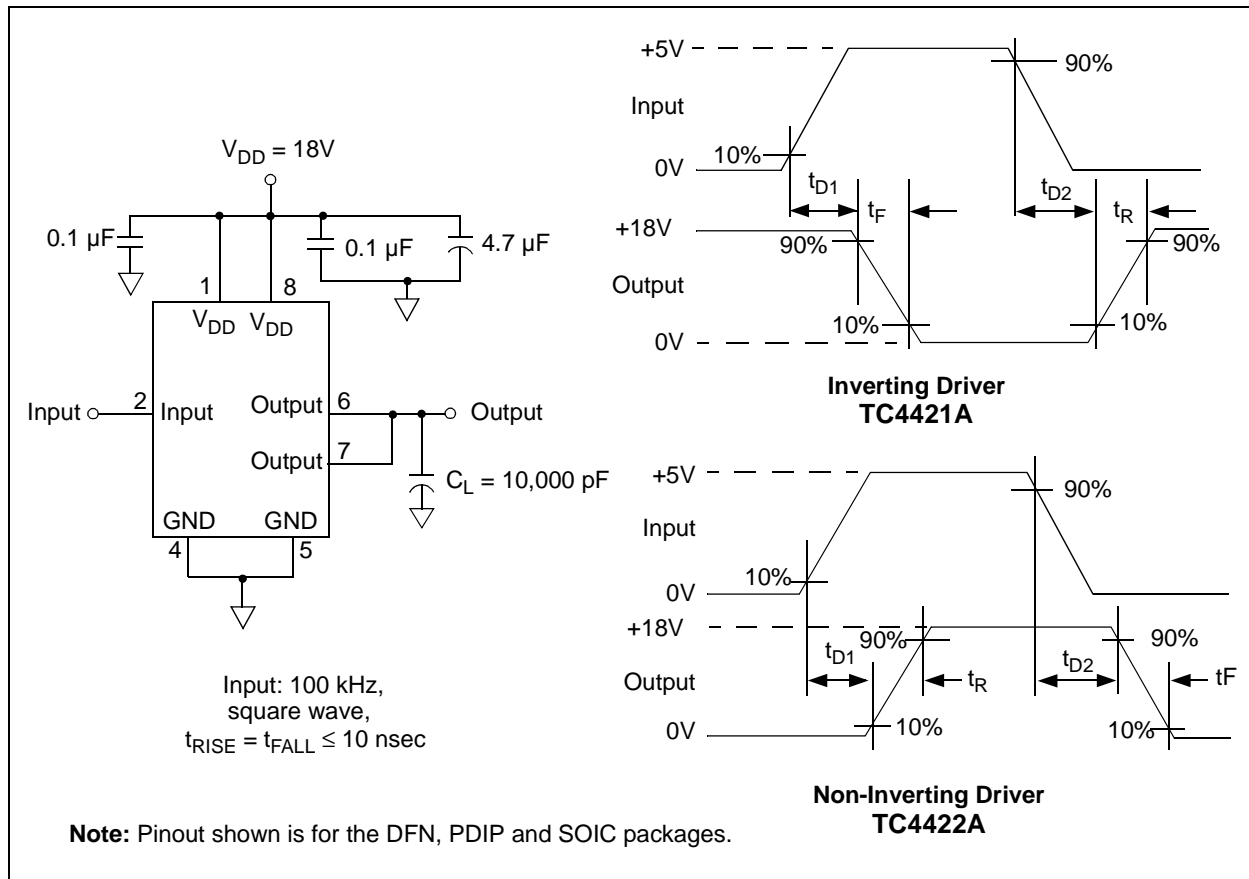 V_DD = 18V
0.1 µF
0.1 µF
4.7 µF
1
8
V_DD
V_DD
Input
2
Input
Output
6
Output
Output
7
C_L = 10,000 pF
GND
GND
4
5
Input: 100 kHz,
square wave,
t_RISE = t_FALL ≤ 10 nsec
+5V
90%
Input
10%
0V
t_D1
t_F
t_D2
t_R
+18V
90%
90%
Output
10%
10%
0V
Inverting Driver
TC4421A
+5V
90%
Input
10%
0V
+18V
90%
90%
t_D1
t_D2
Output
t_R
tF
10%
10%
0V
Non-Inverting Driver
TC4422A
Note: Pinout shown is for the DFN, PDIP and SOIC packages.